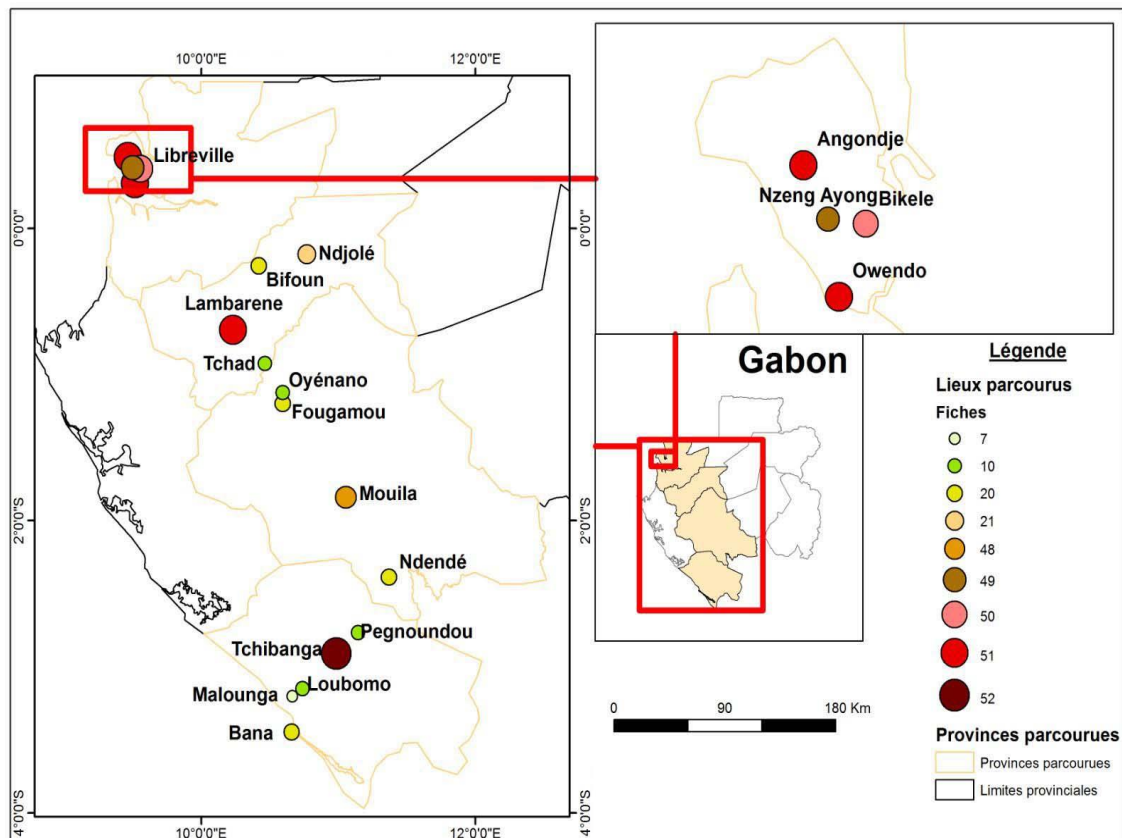 10°0'0"E
12°0'0"E
Libreville
0°0'0"
0°0'0"
Ndjolé
Bifoun
Lambarene
Tchad
Oyénano
Fougamou
Mouila
2°0'0"S
2°0'0"S
Ndendé
Pegnoundou
Tchibanga
Loubomo
Malounga
Bana
4°0'0"S
4°0'0"S
10°0'0"E
12°0'0"E
Angondje
Nzeng Ayong
Bikele
Owendo
Gabon
0
90
180 Km
Légende
Lieux parcourus
Fiches
7
10
20
21
48
49
50
51
52
Provinces parcourues
Provinces parcourues
Limites provinciales